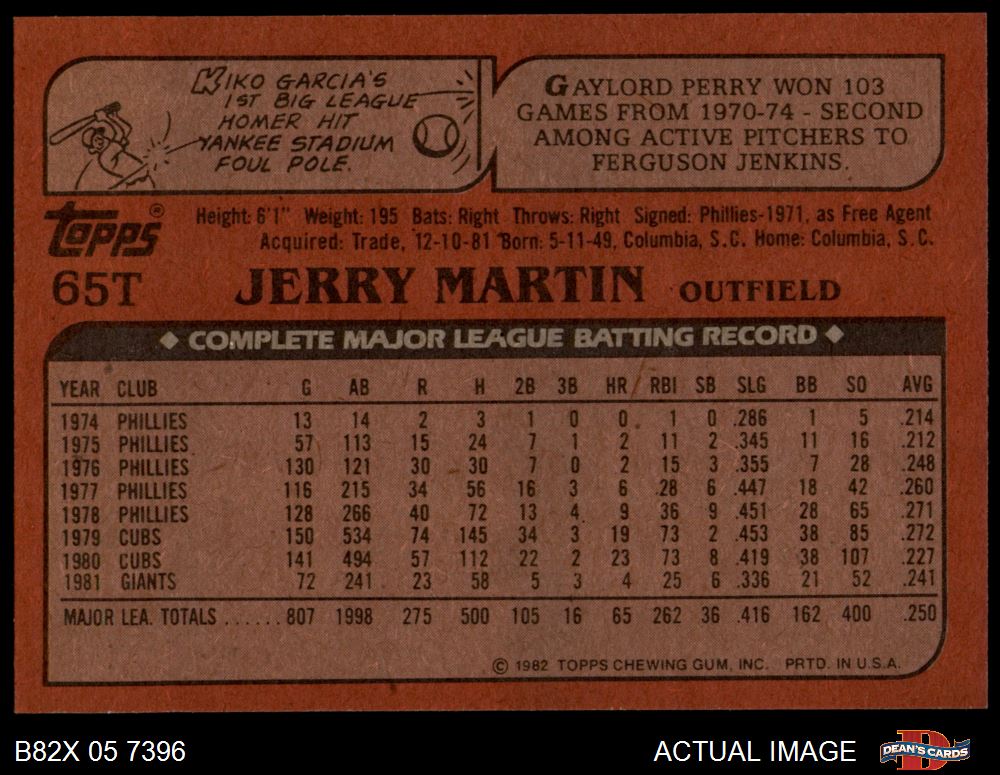 KIKO GARCIA'S
1ST BIG LEAGUE
HOMER HIT
YANKEE STADIUM
FOUL POLE.
GAYLORD PERRY WON 103
GAMES FROM 1970-74 - SECOND
AMONG ACTIVE PITCHERS TO
FERGUSON JENKINS.
Topps®
Height: 6'1" Weight: 195 Bats: Right Throws: Right Signed: Phillies-1971, as Free Agent
Acquired: Trade, 12-10-81 Born: 5-11-49, Columbia, S.C. Home: Columbia, S.C.
65T JERRY MARTIN OUTFIELD
◆ COMPLETE MAJOR LEAGUE BATTING RECORD ◆
YEAR CLUB G AB R H 2B 3B HR RBI SB SLG BB SO AVG
1974 PHILLIES 13 14 2 3 1 0 0 1 0 .286 1 5 .214
1975 PHILLIES 57 113 15 24 7 1 2 11 2 .345 11 16 .212
1976 PHILLIES 130 121 30 30 7 0 2 15 3 .355 7 28 .248
1977 PHILLIES 116 215 34 56 16 3 6 28 6 .447 18 42 .260
1978 PHILLIES 128 266 40 72 13 4 9 36 9 .451 28 65 .271
1979 CUBS 150 534 74 145 34 3 19 73 2 .453 38 85 .272
1980 CUBS 141 494 57 112 22 2 23 73 8 .419 38 107 .227
1981 GIANTS 72 241 23 58 5 3 4 25 6 .336 21 52 .241
MAJOR LEA. TOTALS ...... 807 1998 275 500 105 16 65 262 36 .416 162 400 .250
© 1982 TOPPS CHEWING GUM, INC. PRTD. IN U.S.A.
B82X 05 7396
ACTUAL IMAGE
DEAN'S CARDS